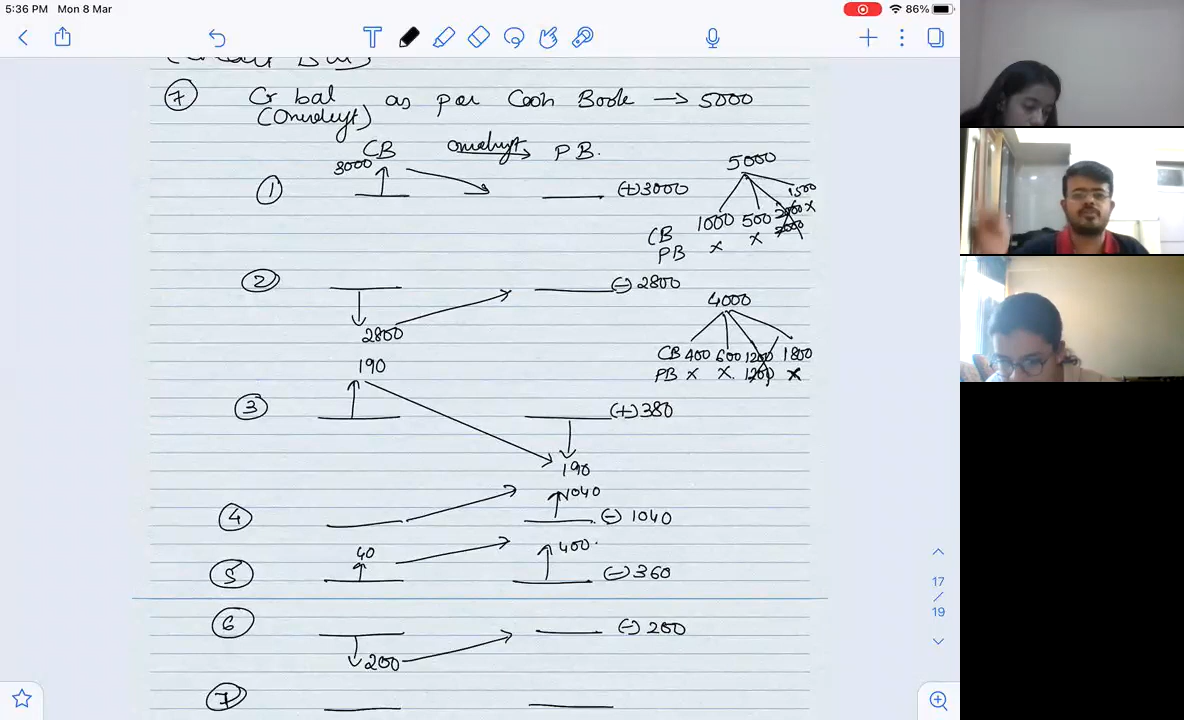 5:36 PM Mon 8 Mar
86%
T
7 Cr bal as per Cash Book → 5000
(Overdraft)
CB overdraft PB.
3000
1 (+) 3000
5000
1000 500 1500
CB
PB x x x
2 (-) 2800
2800
4000
CB 400 600 1200 1800
PB x x. 1200 x
190
3 (+) 380
190
1040
4 (-) 1040
40 400.
5 (-) 360
6 (-) 200
200
7
17
/
19